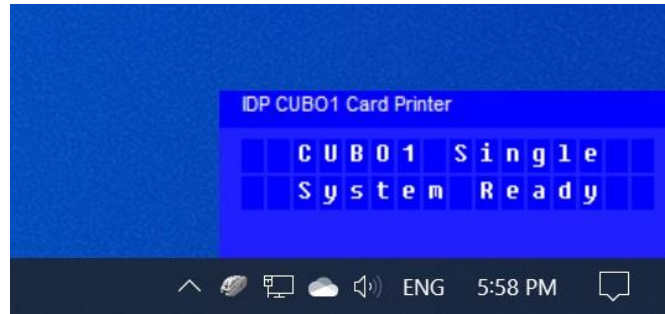 IDP CUBO1 Card Printer
CUBO1 Single
System Ready
ENG 5:58 PM